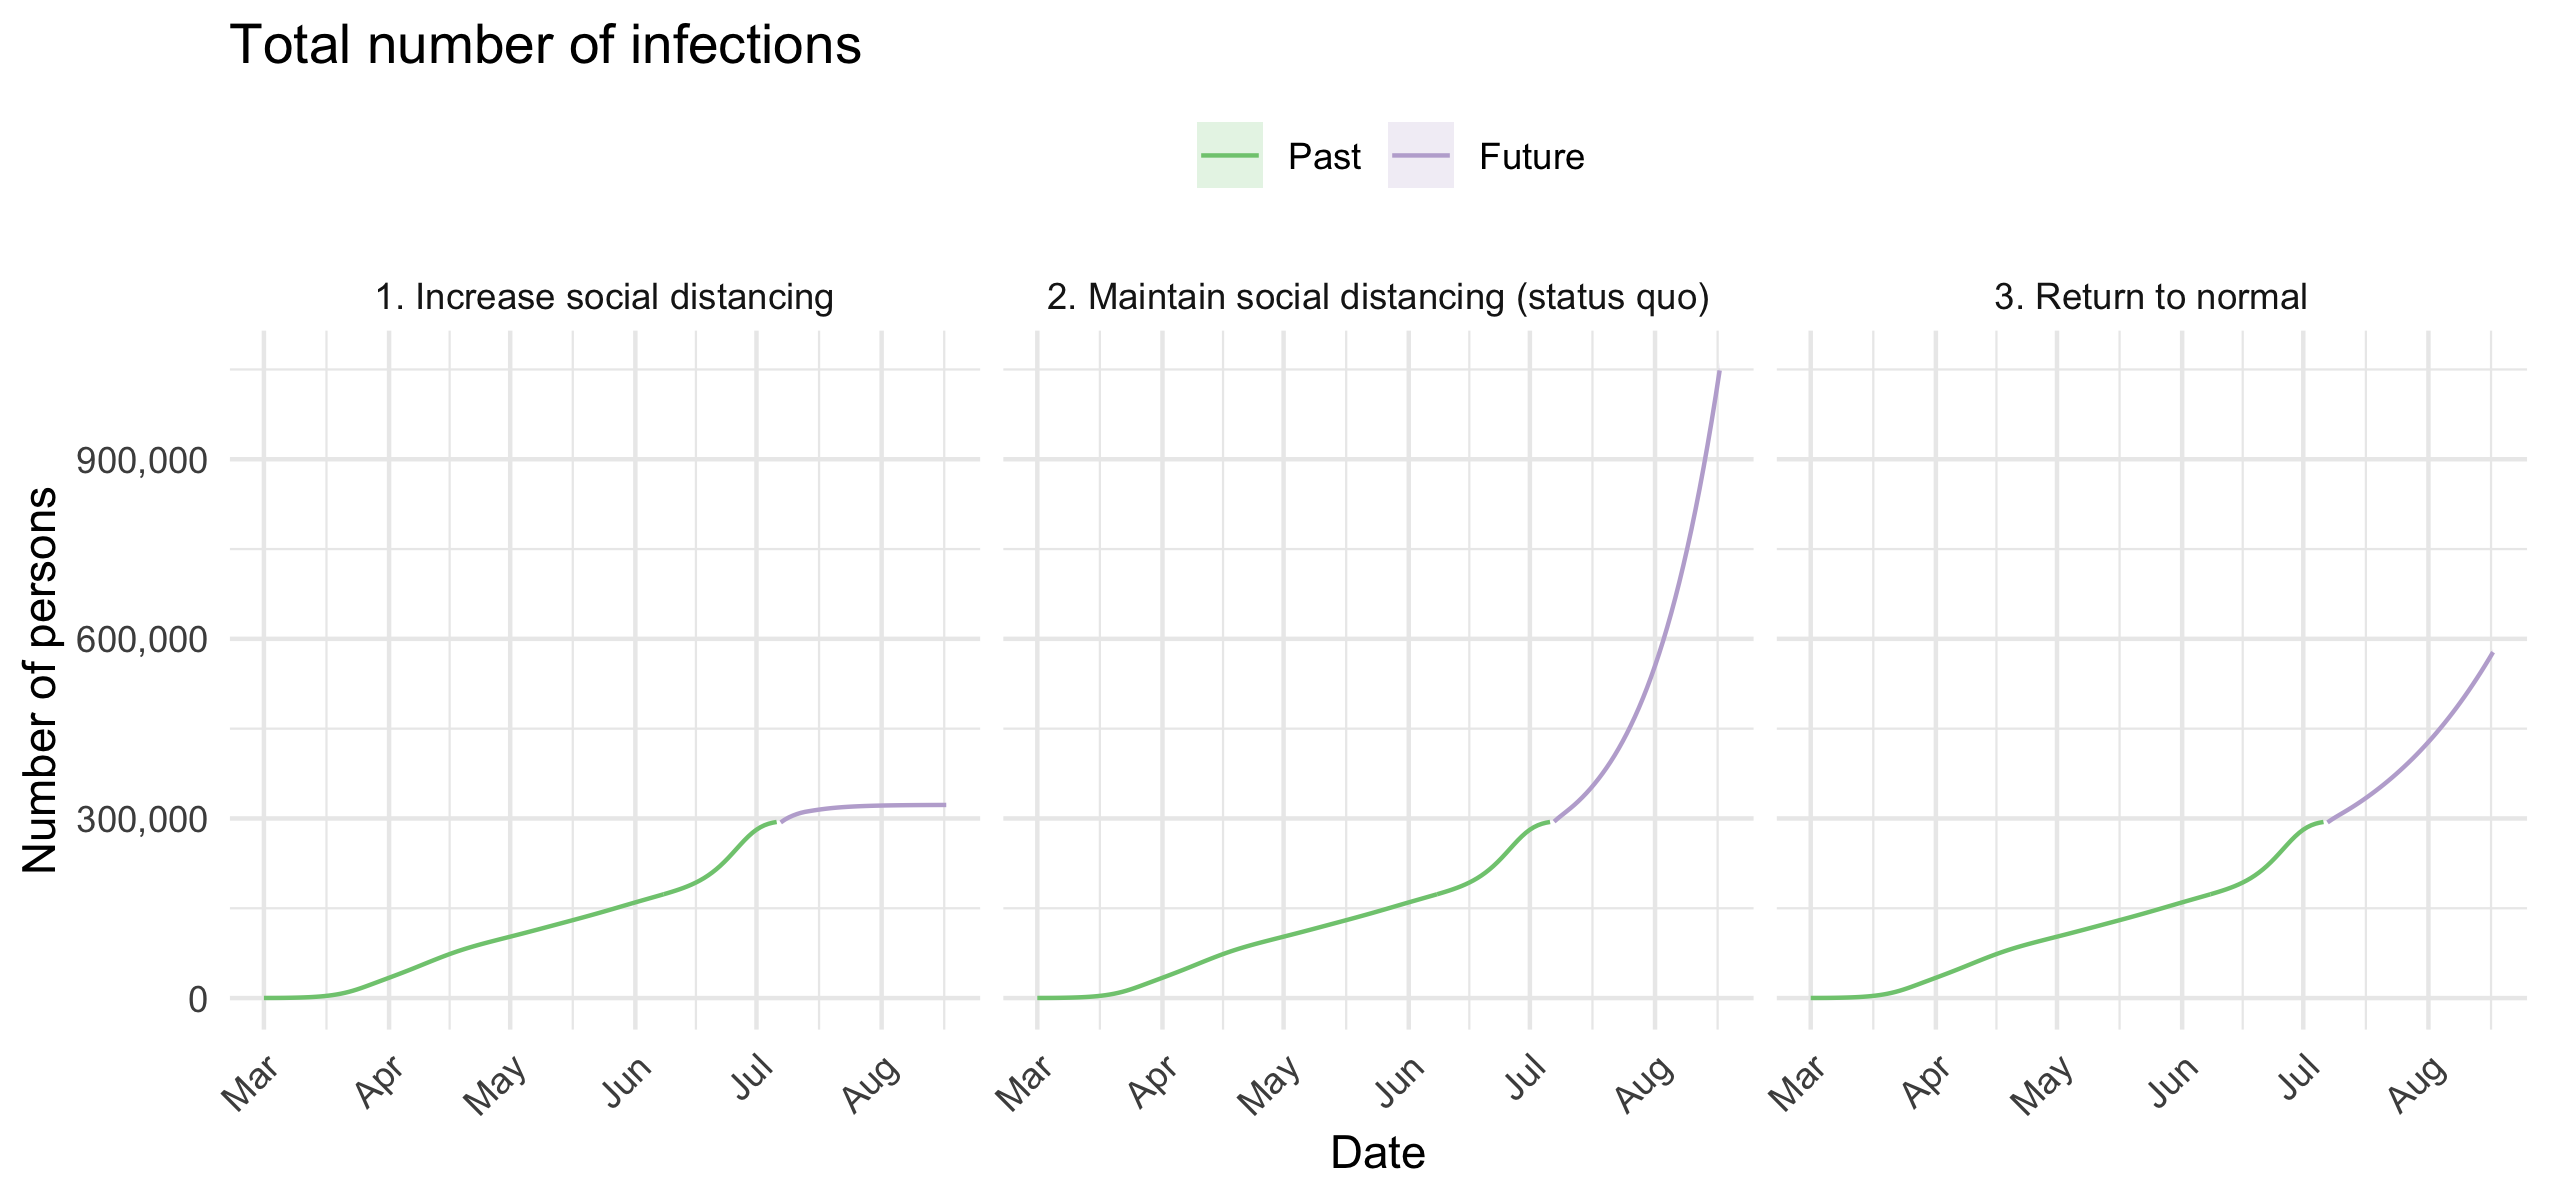 Total number of infections
Past Future
1. Increase social distancing
2. Maintain social distancing (status quo)
3. Return to normal
Number of persons
900,000
600,000
300,000
0
Mar Apr May Jun Jul Aug
Mar Apr May Jun Jul Aug
Mar Apr May Jun Jul Aug
Date